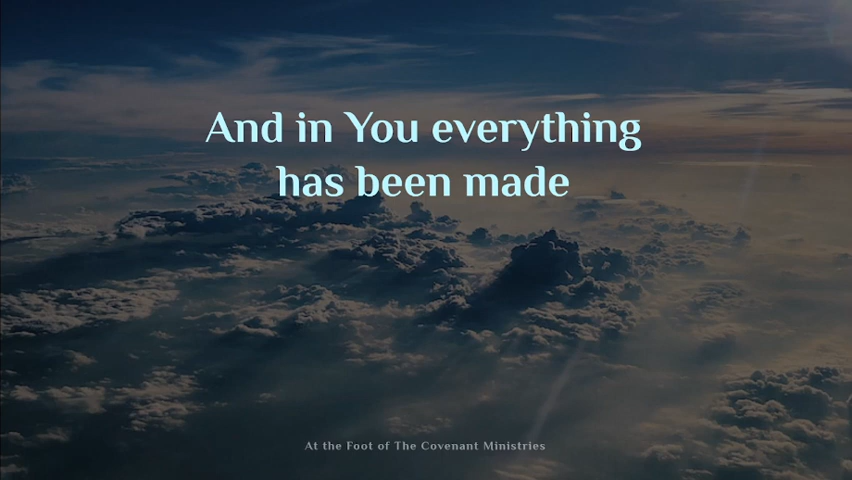 And in You everything
has been made
At the Foot of The Covenant Ministries